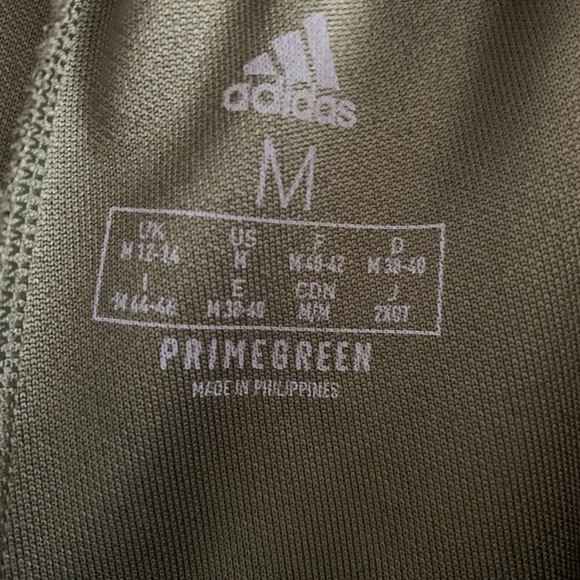 adidas
M
UK US F D
M 12-14 M M 40-42 M 38-40
I E CDN J
M 44-46 M 38-40 M/M 2XOT
PRIMEGREEN
MADE IN PHILIPPINES